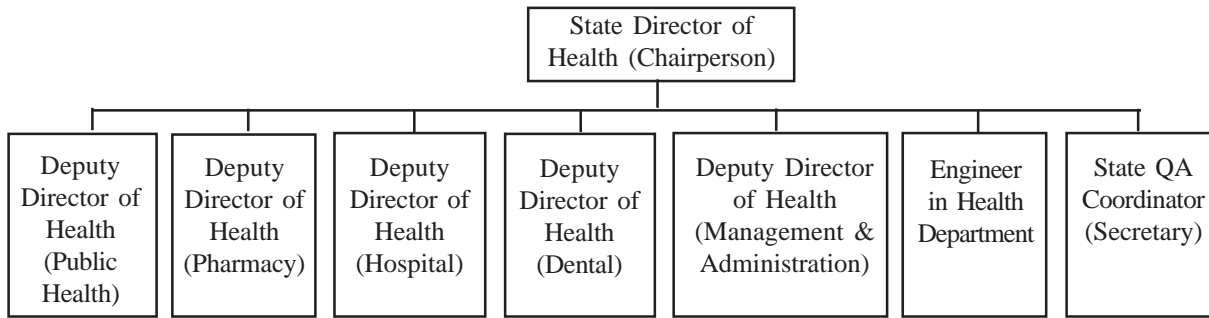 State Director of
Health (Chairperson)
Deputy
Director of
Health
(Public
Health)
Deputy
Director of
Health
(Pharmacy)
Deputy
Director of
Health
(Hospital)
Deputy
Director of
Health
(Dental)
Deputy Director
of Health
(Management &
Administration)
Engineer
in Health
Department
State QA
Coordinator
(Secretary)